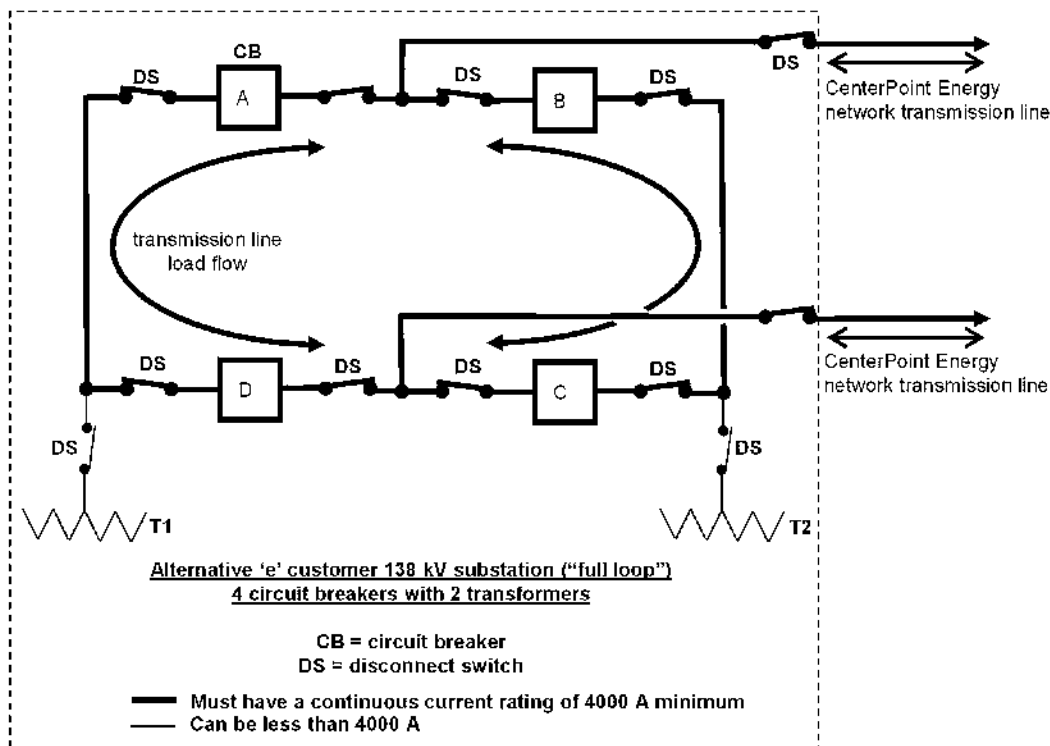 CB
DS
DS
DS
DS
A
B
CenterPoint Energy
network transmission line
transmission line
load flow
DS
DS
DS
DS
D
C
CenterPoint Energy
network transmission line
DS
DS
T1
T2
Alternative ‘e’ customer 138 kV substation (“full loop”)
4 circuit breakers with 2 transformers
CB = circuit breaker
DS = disconnect switch
Must have a continuous current rating of 4000 A minimum
Can be less than 4000 A